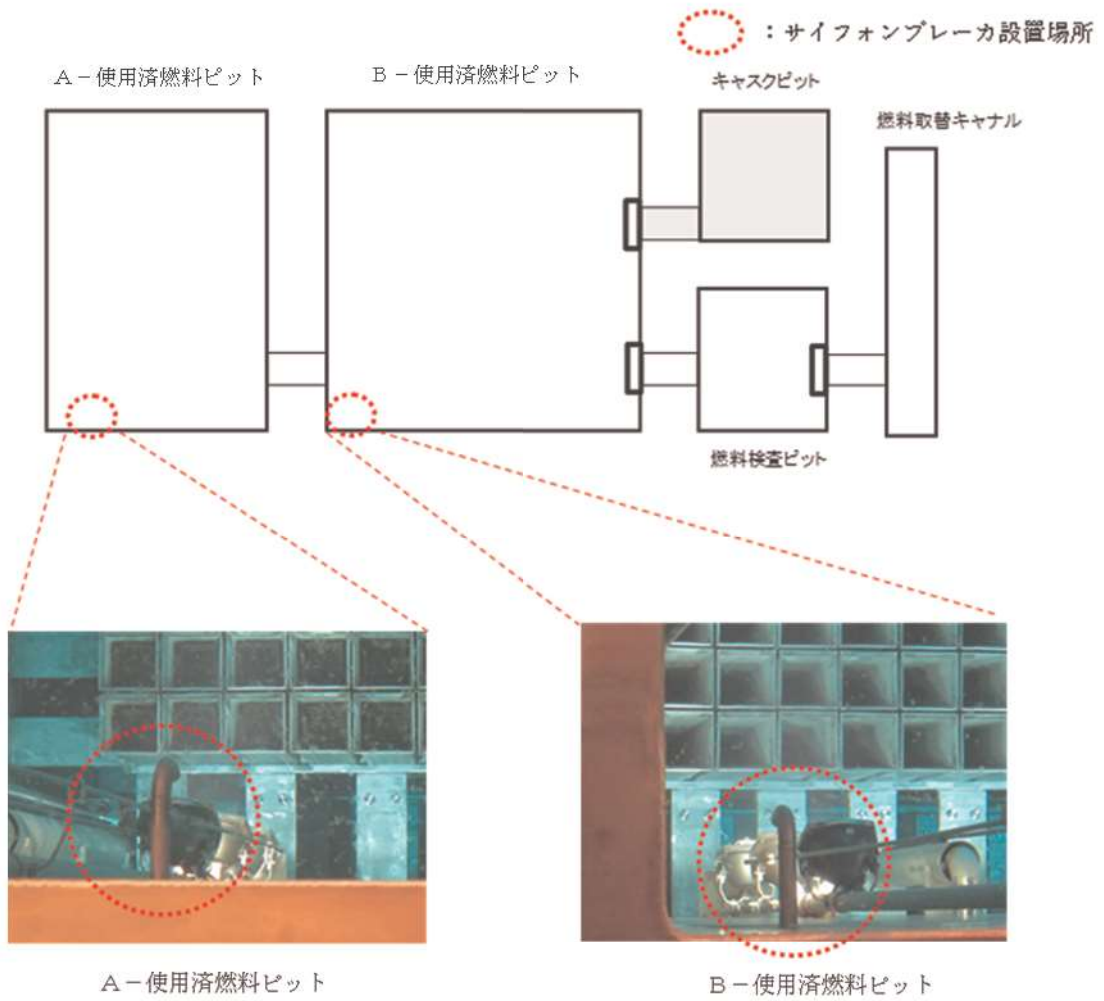 ：サイフォンブレーカ設置場所
A－使用済燃料ピット
B－使用済燃料ピット
キャスクピット
燃料取替キャナル
燃料検査ピット
A－使用済燃料ピット
B－使用済燃料ピット